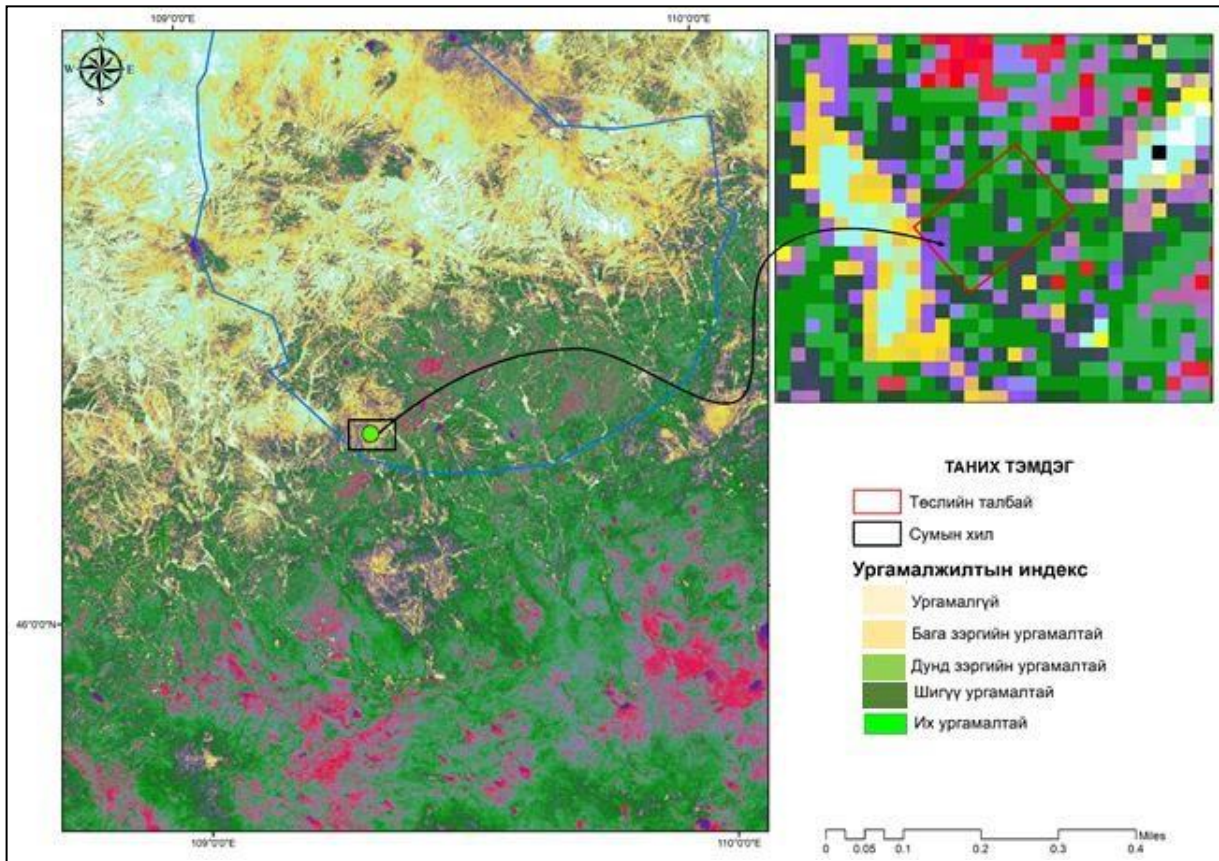 109°0'0"E
110°0'0"E
N
W E
S
46°0'0"N
109°0'0"E
110°0'0"E
ТАНИХ ТЭМДЭГ
Төслийн талбай
Сумын хил
Ургамалжилтын индекс
Ургамалгүй
Бага зэргийн ургамалтай
Дунд зэргийн ургамалтай
Шигүү ургамалтай
Их ургамалтай
Miles
0 0.05 0.1 0.2 0.3 0.4